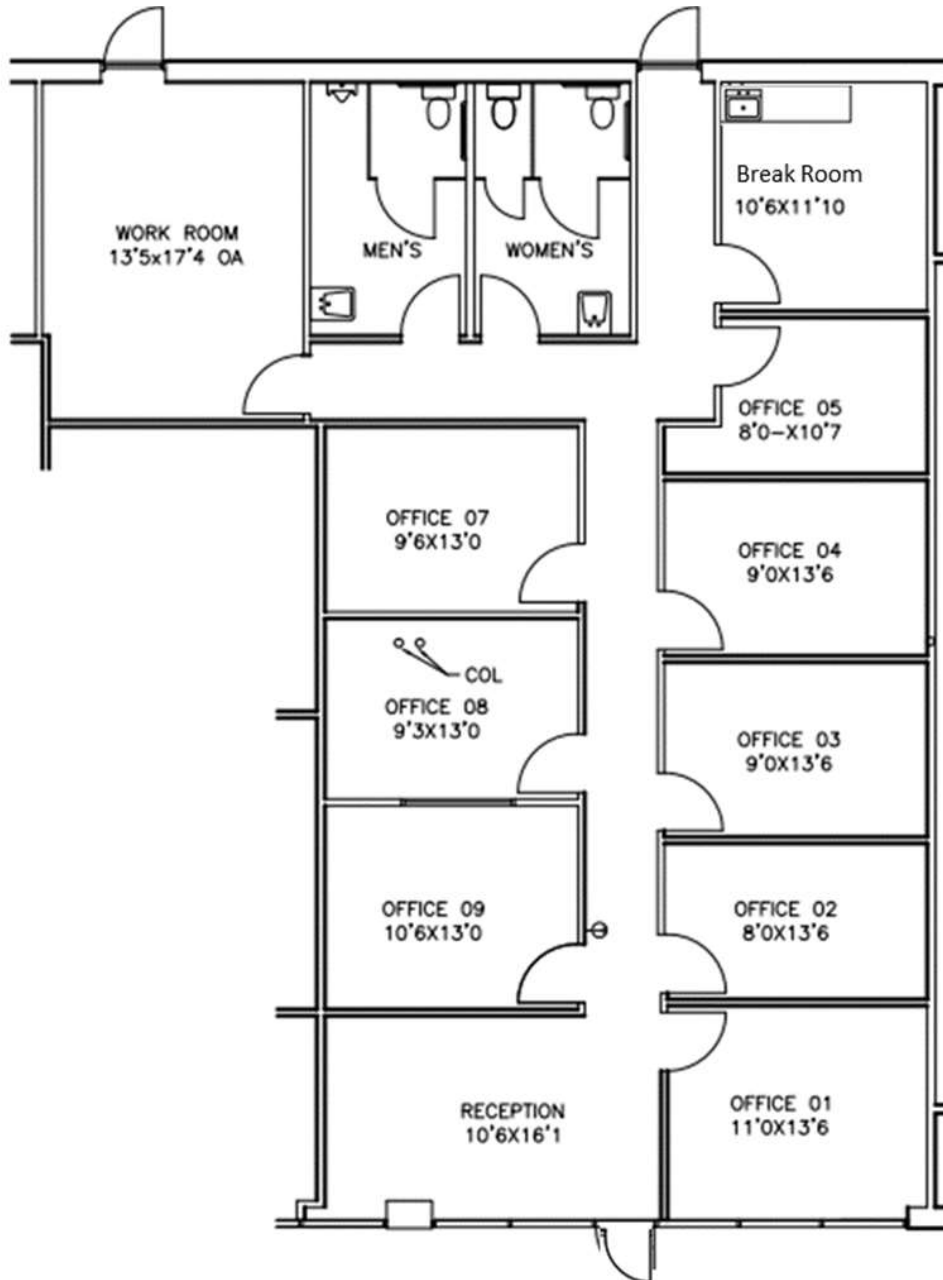 Break Room
10'6X11'10
WORK ROOM
13'5x17'4 OA
MEN'S
WOMEN'S
OFFICE 05
8'0-X10'7
OFFICE 07
9'6X13'0
OFFICE 04
9'0X13'6
COL
OFFICE 08
9'3X13'0
OFFICE 03
9'0X13'6
OFFICE 09
10'6X13'0
OFFICE 02
8'0X13'6
RECEPTION
10'6X16'1
OFFICE 01
11'0X13'6